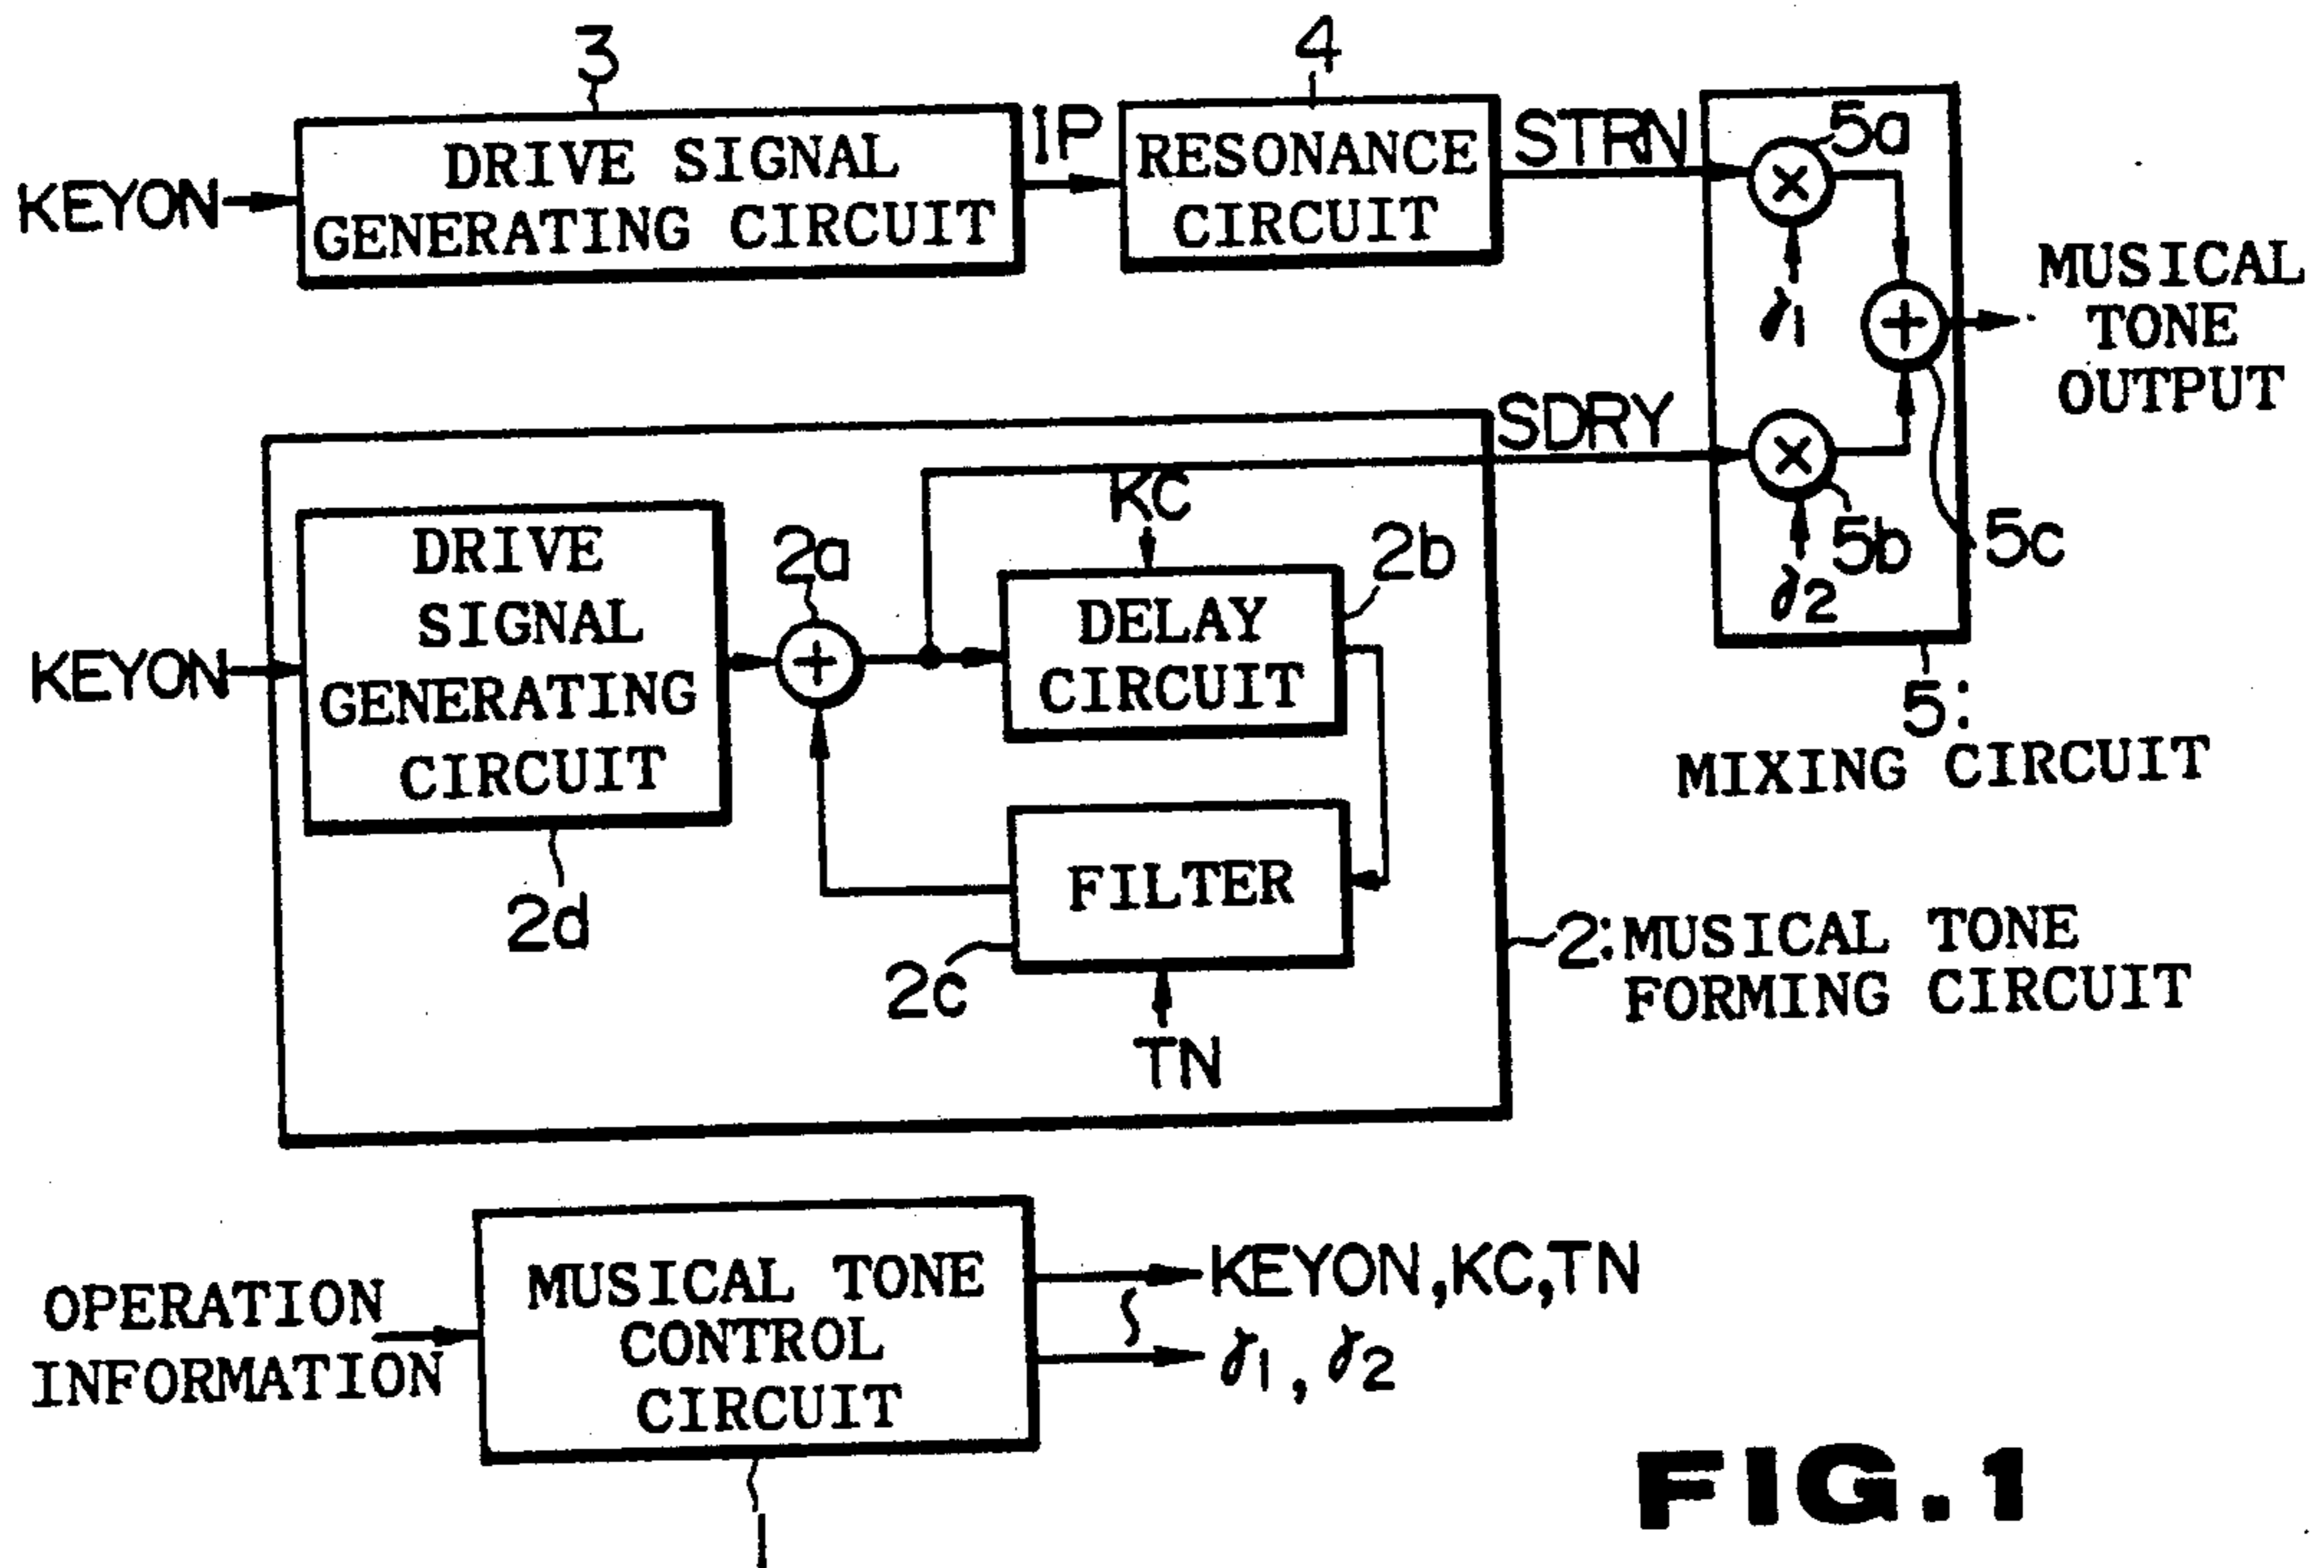 3
4
KEYON
DRIVE SIGNAL
GENERATING CIRCUIT
IP
RESONANCE
CIRCUIT
STRN
5a
×
γ1
+
MUSICAL
TONE
OUTPUT
SDRY
×
γ2
5b
5c
5:
MIXING CIRCUIT
KEYON
DRIVE
SIGNAL
GENERATING
CIRCUIT
2d
2a
+
KC
DELAY
CIRCUIT
2b
FILTER
2c
TN
2:MUSICAL TONE
FORMING CIRCUIT
OPERATION
INFORMATION
MUSICAL TONE
CONTROL
CIRCUIT
1
KEYON,KC,TN
γ1, γ2
FIG.1